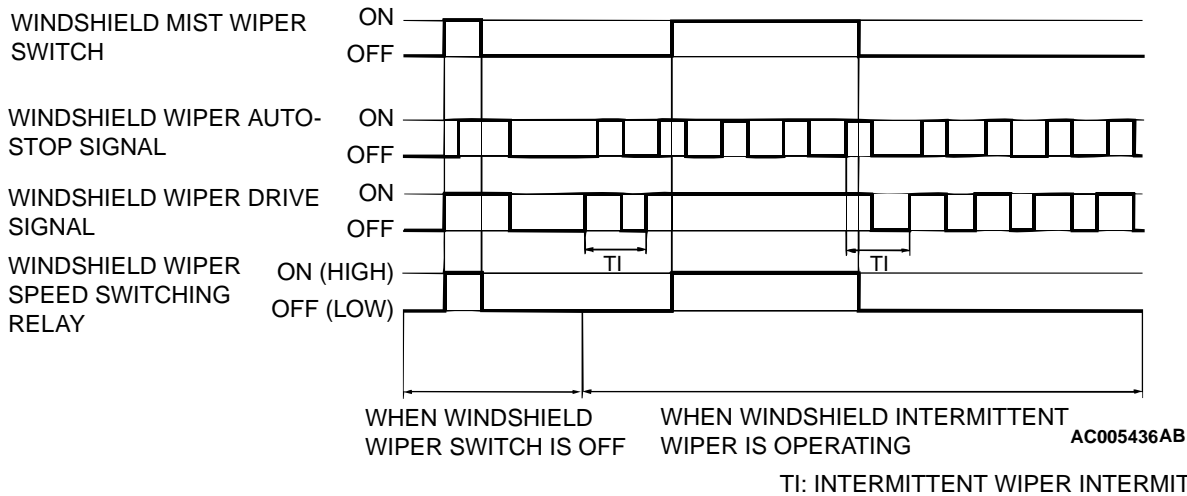 WINDSHIELD MIST WIPER
SWITCH
ON
OFF
WINDSHIELD WIPER AUTO-
STOP SIGNAL
ON
OFF
WINDSHIELD WIPER DRIVE
SIGNAL
ON
OFF
TI
TI
WINDSHIELD WIPER
SPEED SWITCHING
RELAY
ON (HIGH)
OFF (LOW)
WHEN WINDSHIELD
WIPER SWITCH IS OFF
WHEN WINDSHIELD INTERMITTENT
WIPER IS OPERATING
AC005436AB
TI: INTERMITTENT WIPER INTERMIT